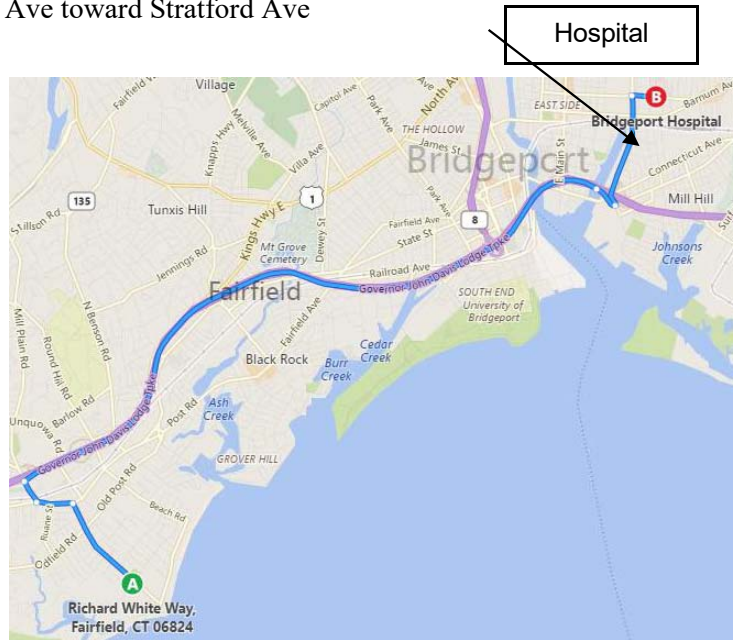 Ave toward Stratford Ave
Hospital
Village
Fairfield
Knapps Hwy
Melville Ave
Capitol Ave
Park Ave
Ave
North
EAST SIDE
B
Barnum Av
Bridgeport Hospital
THE HOLLOW
James St
Villa Ave
Bridgeport
E Main St
Connecticut Ave
135
Stillson Rd
Tunxis Hill
Kings Hwy E
1
Dewey St
Park Ave
Mill Hill
Fairfield Ave
8
State St
Mt Grove
Cemetery
Jennings Rd
Johnsons
Creek
Railroad Ave
Governor John Davis Lodge Tpke
Fairfield
SOUTH END
University of
Bridgeport
N Benson Rd
Mill Plain Rd
Round Hill Rd
Fairfield Ave
Black Rock
Cedar
Creek
Burr
Creek
Ash
Creek
Post Rd
Barlow Rd
Unquowa Rd
Governor John Davis Lodge Tpke
GROVER HILL
Old Post Rd
Beach Rd
Ruane St
Oldfield Rd
A
Richard White Way,
Fairfield, CT 06824